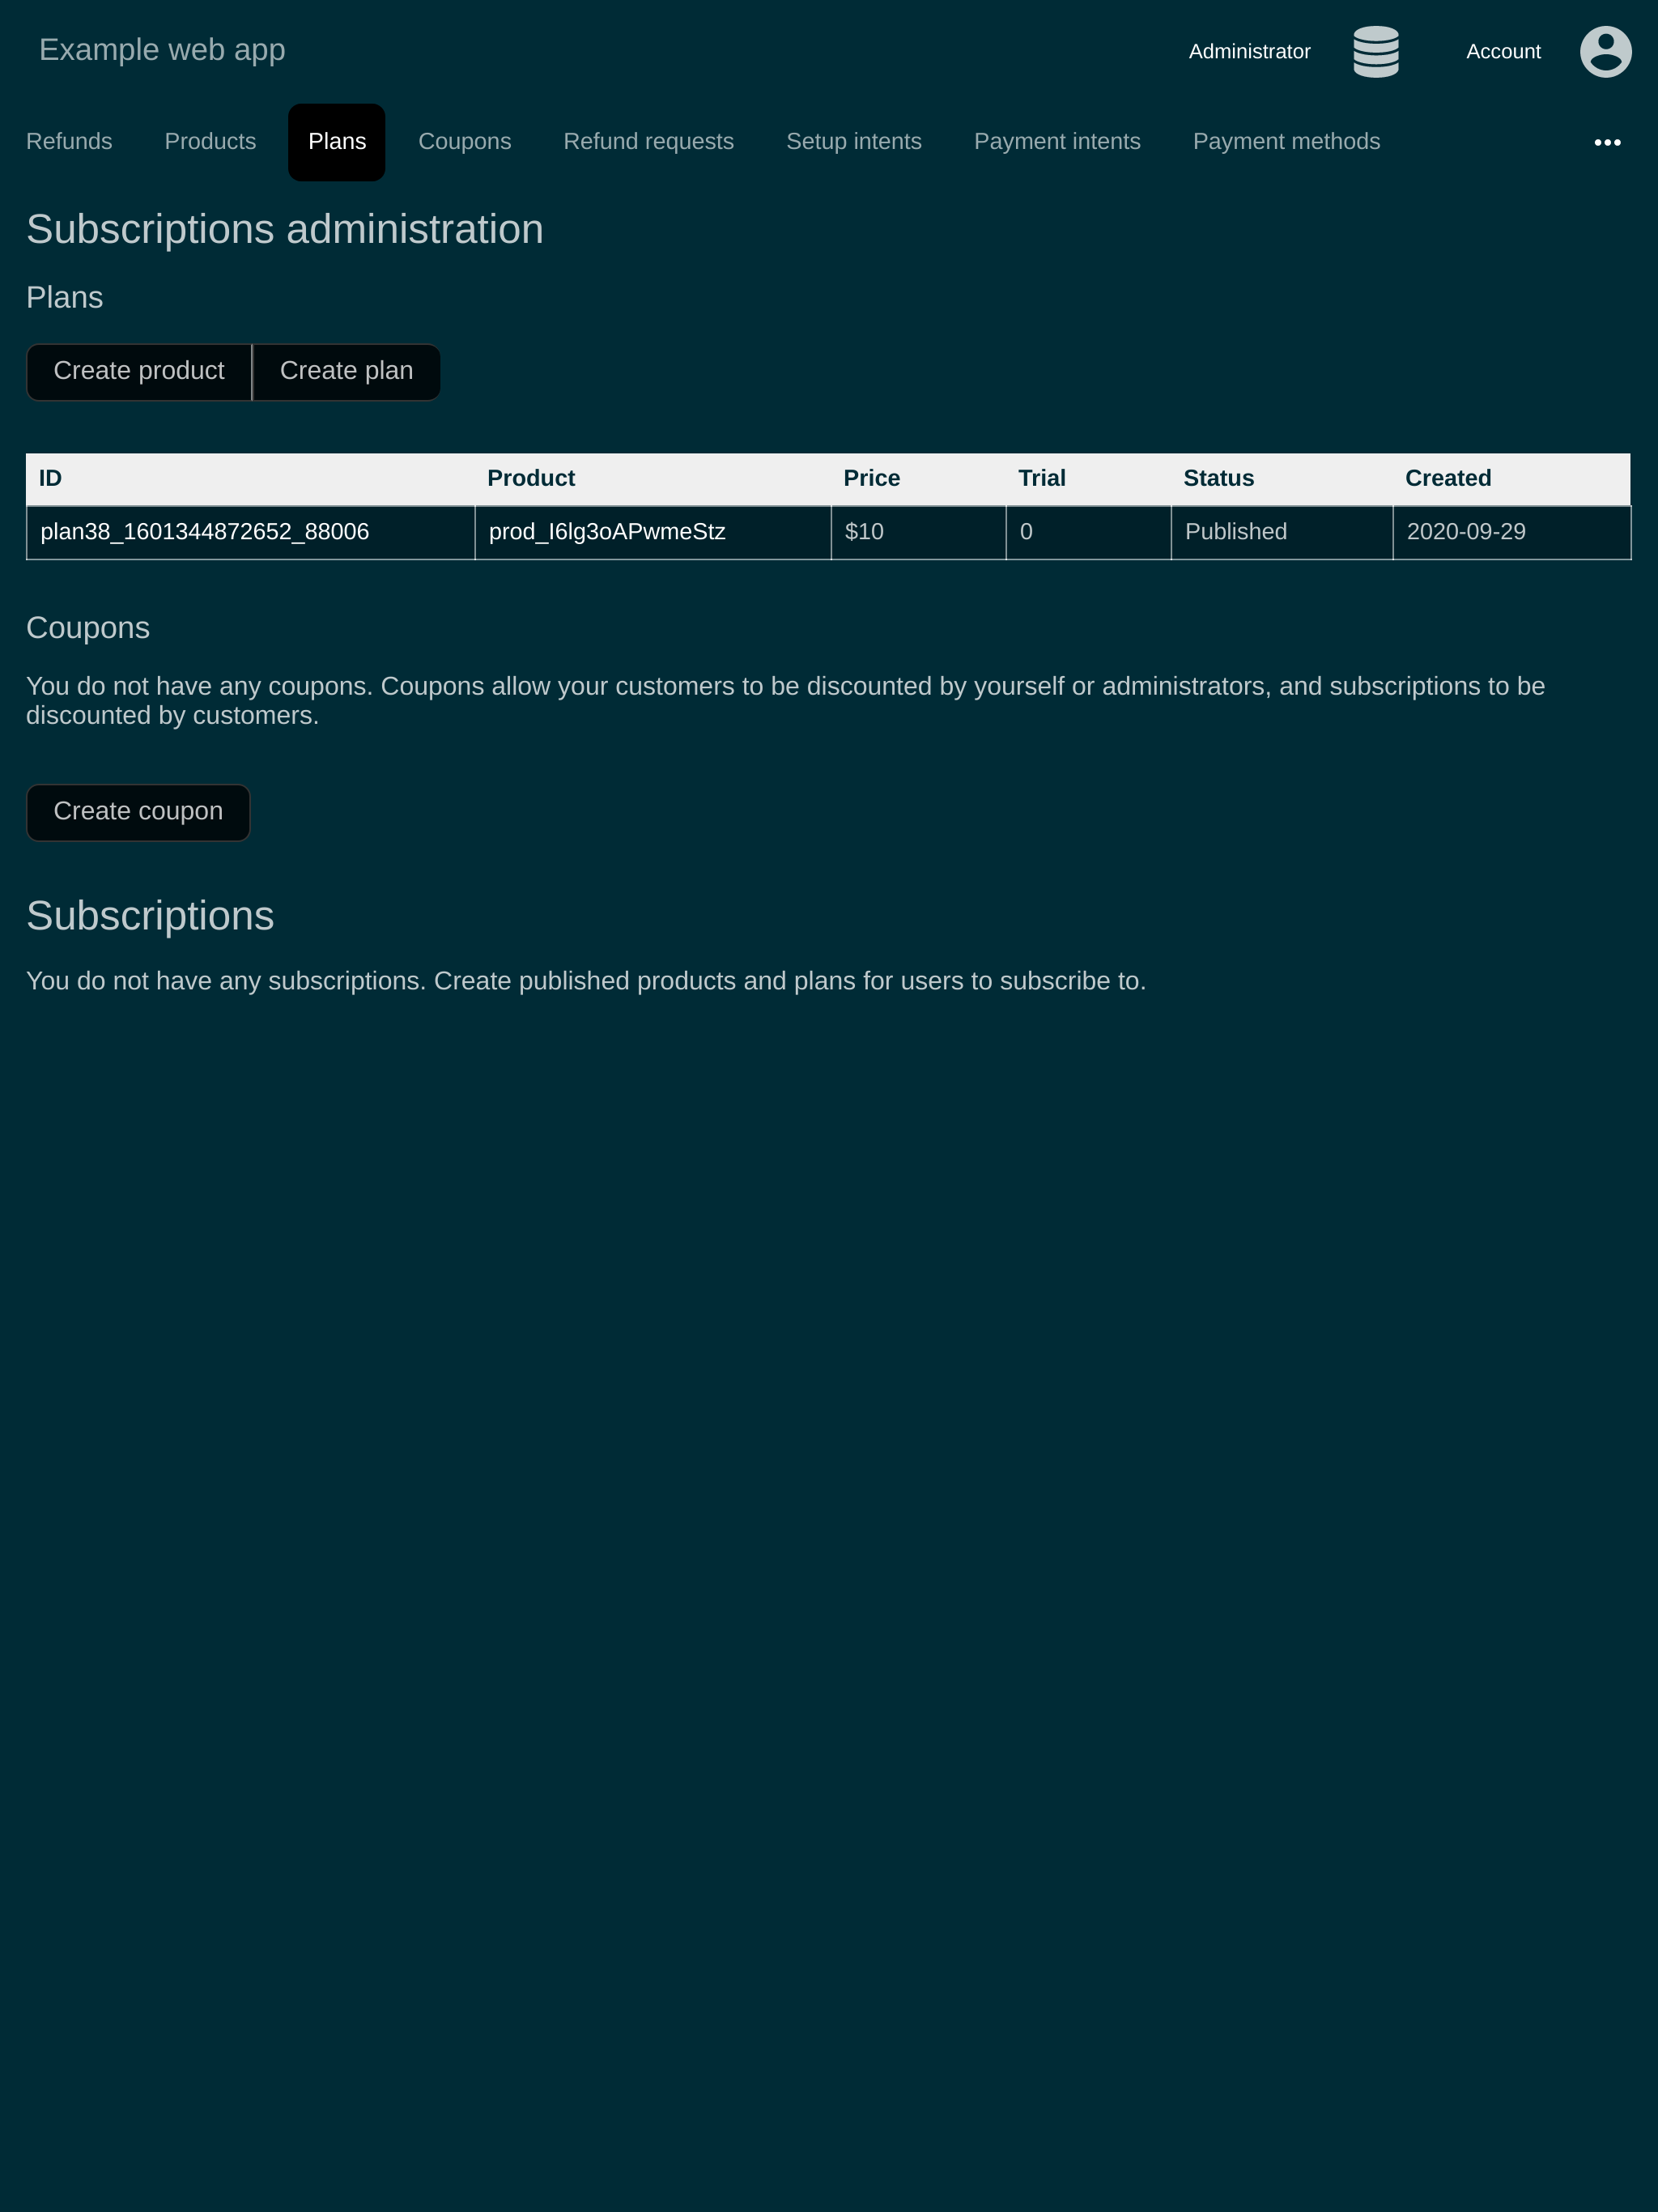 Example web app
Administrator
Account
Refunds Products Plans Coupons Refund requests Setup intents Payment intents Payment methods
Subscriptions administration
Plans
Create product Create plan
ID Product Price Trial Status Created
plan38_1601344872652_88006 prod_I6lg3oAPwmeStz $10 0 Published 2020-09-29
Coupons
You do not have any coupons. Coupons allow your customers to be discounted by yourself or administrators, and subscriptions to be
discounted by customers.
Create coupon
Subscriptions
You do not have any subscriptions. Create published products and plans for users to subscribe to.